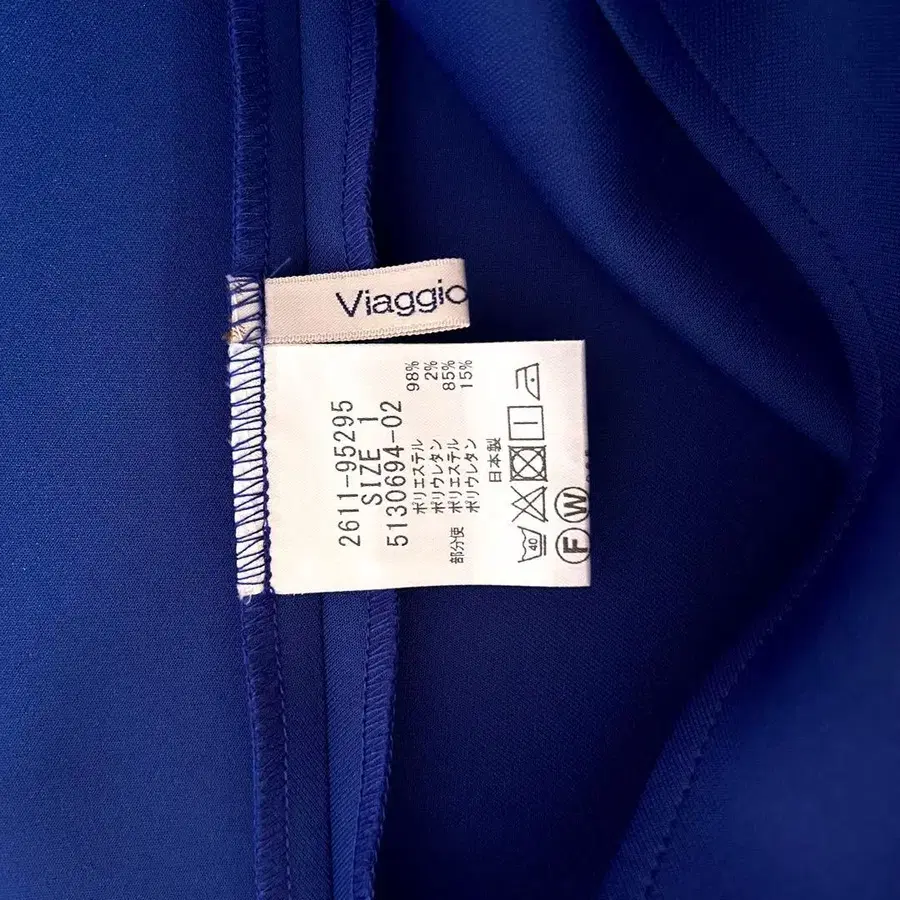 Viaggio
2611-95295
SIZE 1
5130694-02
ポリエステル 98%
ポリウレタン 2%
部分使 ポリエステル 85%
ポリウレタン 15%
日本製
40
F W